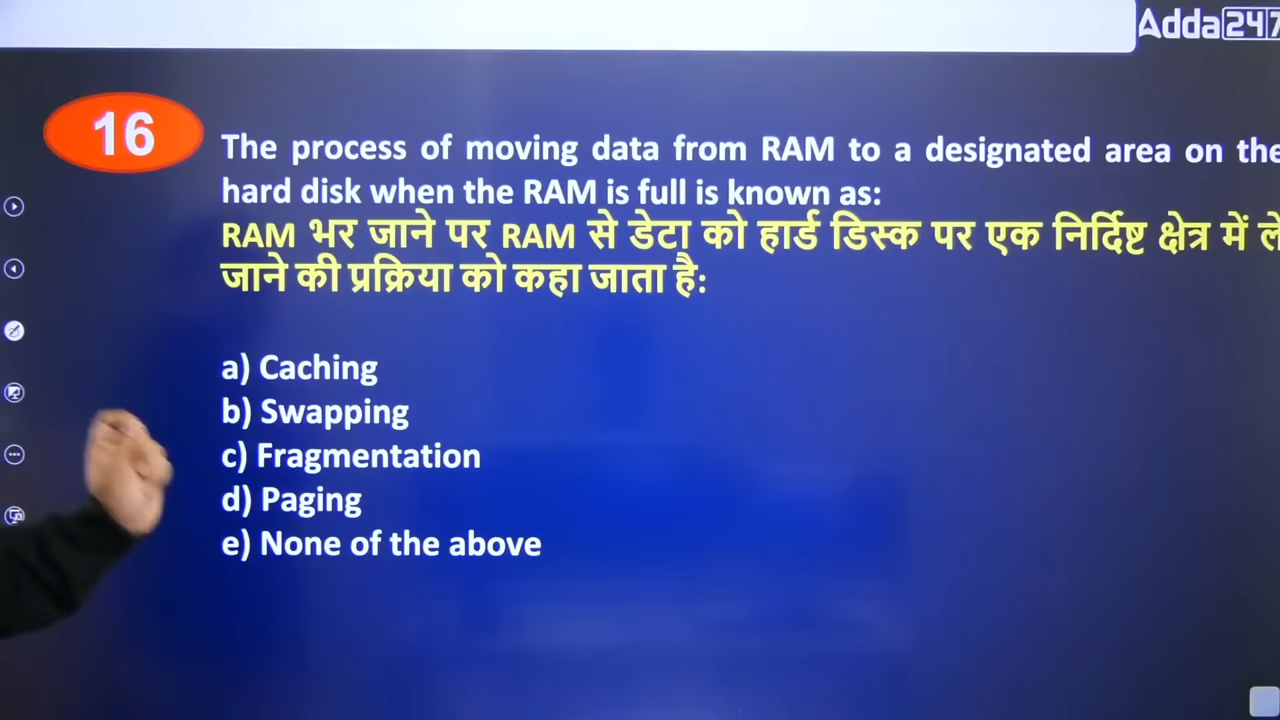 Adda247
16
The process of moving data from RAM to a designated area on the
hard disk when the RAM is full is known as:
RAM भर जाने पर RAM से डेटा को हार्ड डिस्क पर एक निर्दिष्ट क्षेत्र में ले
जाने की प्रक्रिया को कहा जाता है:
a) Caching
b) Swapping
c) Fragmentation
d) Paging
e) None of the above